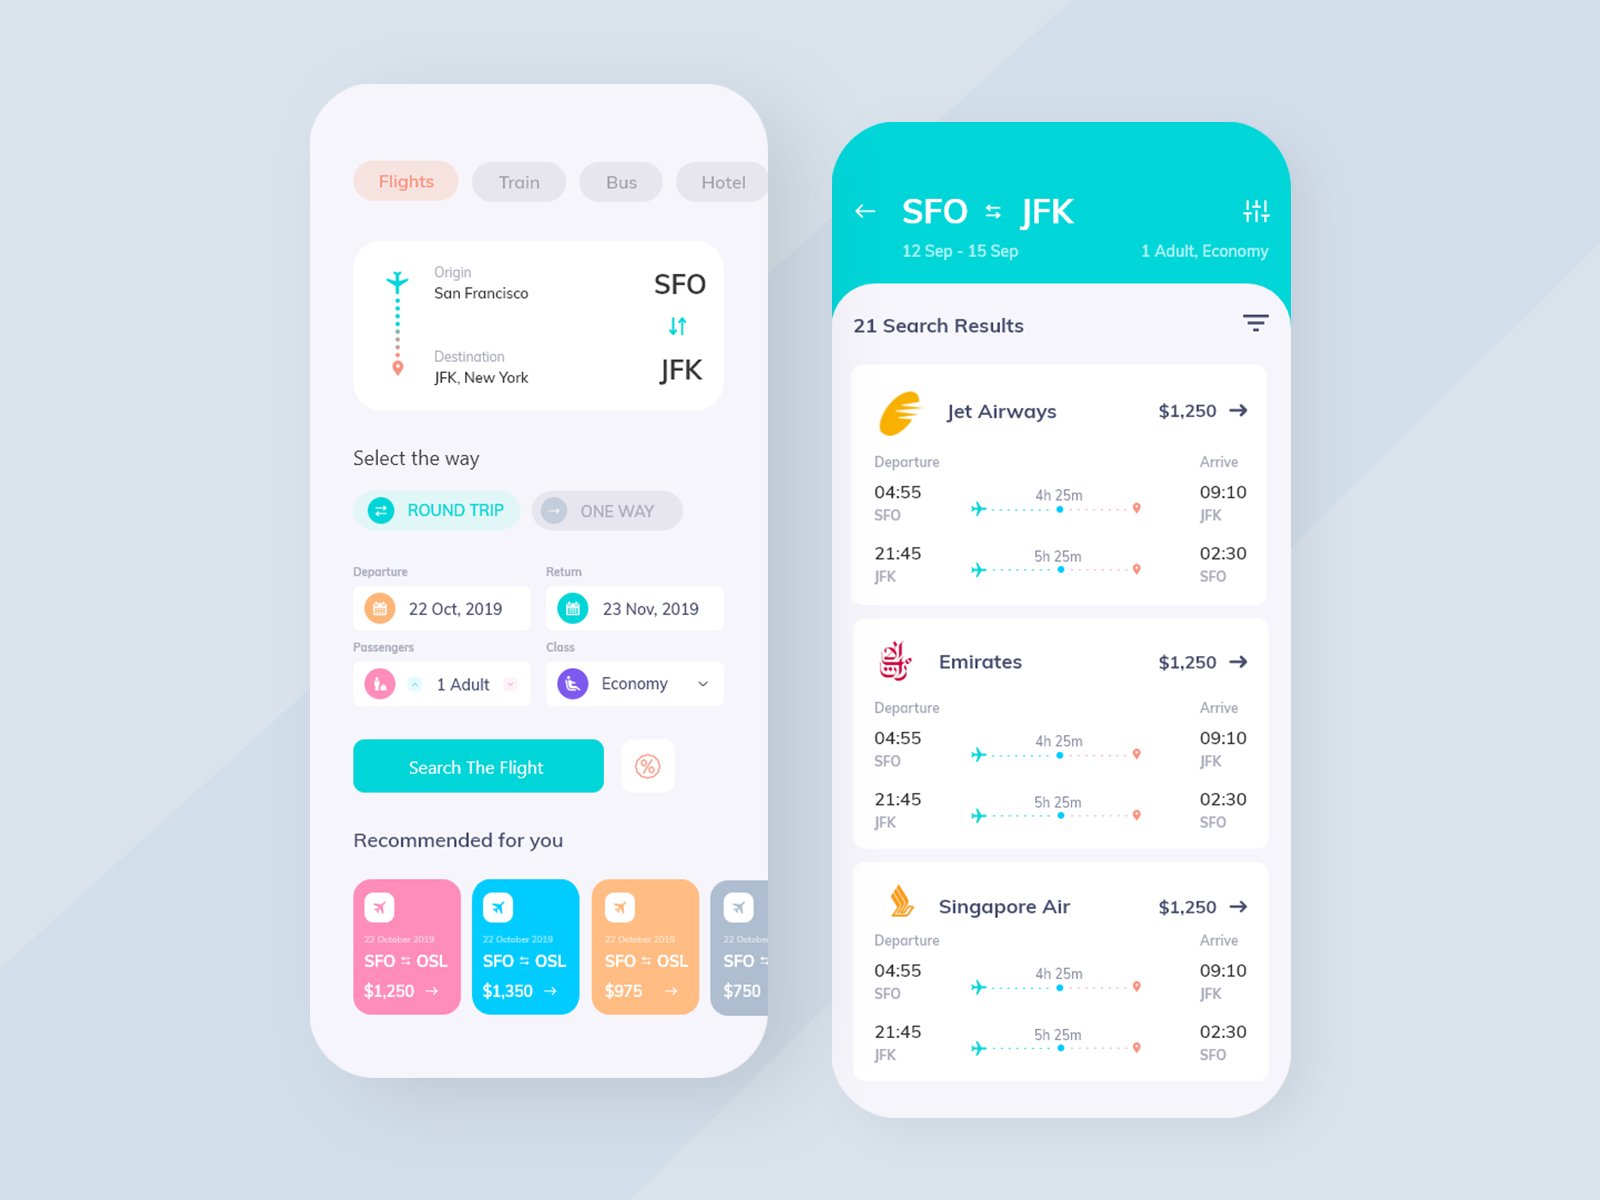 Flights Train Bus Hotel
Origin
San Francisco
SFO
Destination
JFK, New York
JFK
Select the way
ROUND TRIP ONE WAY
Departure Return
22 Oct, 2019 23 Nov, 2019
Passengers Class
1 Adult Economy
Search The Flight
%
Recommended for you
22 October 2019
SFO OSL
$1,250
22 October 2019
SFO OSL
$1,350
22 October 2019
SFO OSL
$975
22 Octobe
SFO
$750
SFO JFK
12 Sep - 15 Sep 1 Adult, Economy
21 Search Results
Jet Airways $1,250
Departure Arrive
04:55 4h 25m 09:10
SFO JFK
21:45 5h 25m 02:30
JFK SFO
Emirates $1,250
Departure Arrive
04:55 4h 25m 09:10
SFO JFK
21:45 5h 25m 02:30
JFK SFO
Singapore Air $1,250
Departure Arrive
04:55 4h 25m 09:10
SFO JFK
21:45 5h 25m 02:30
JFK SFO